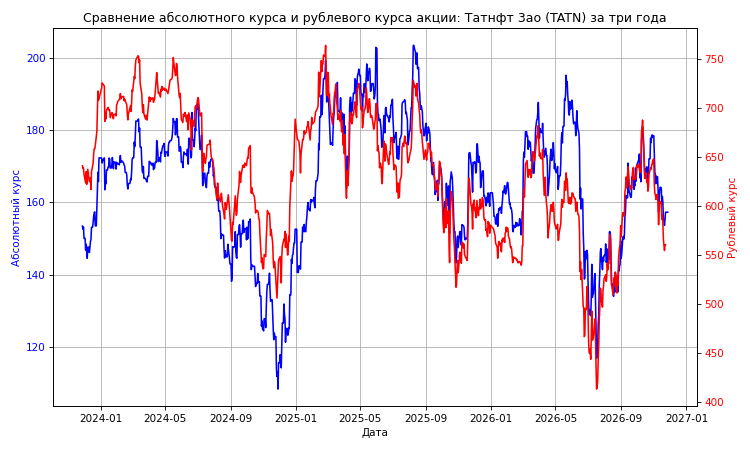 Сравнение абсолютного курса и рублевого курса акции: Татнфт 3ао (TATN) за три года
200
180
160
140
120
Абсолютный курс
750
700
650
600
550
500
450
400
Рублевый курс
2024-01 2024-05 2024-09 2025-01 2025-05 2025-09 2026-01 2026-05 2026-09 2027-01
Дата